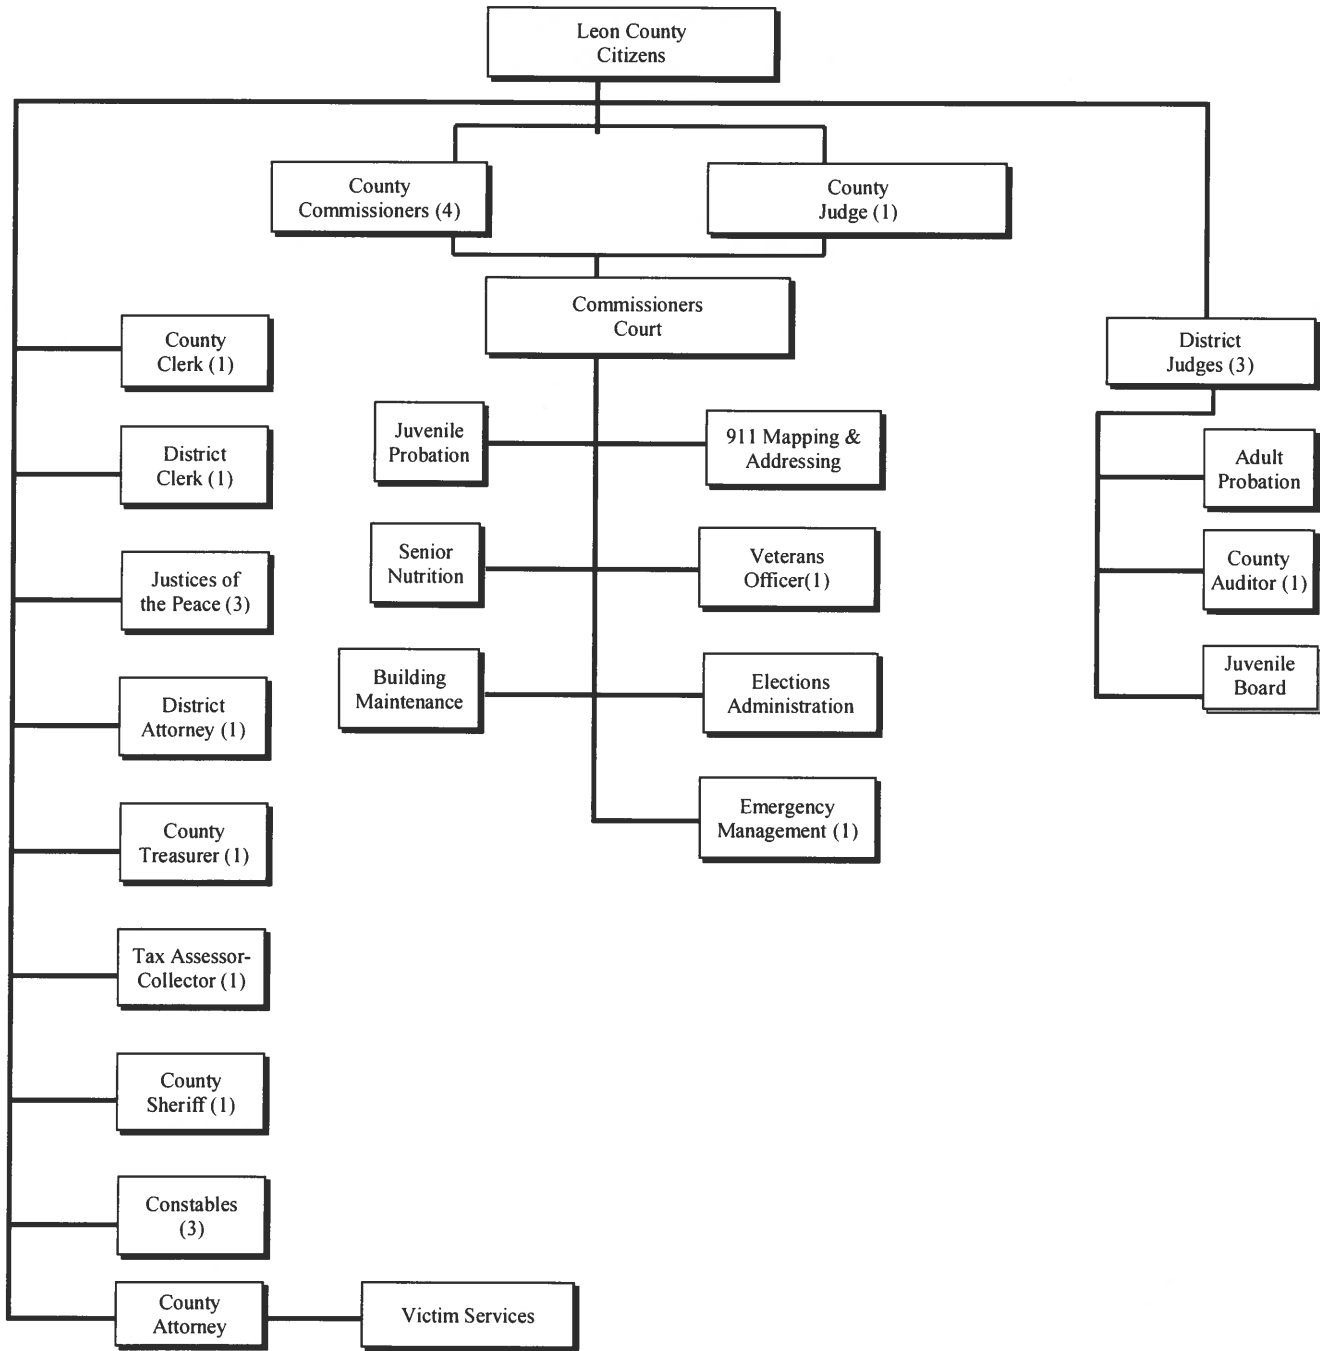 Leon County
Citizens
County
Commissioners (4)
County
Judge (1)
Commissioners
Court
County
Clerk (1)
District
Judges (3)
Juvenile
Probation
911 Mapping &
Addressing
District
Clerk (1)
Adult
Probation
Senior
Nutrition
Veterans
Officer(1)
County
Auditor (1)
Justices of
the Peace (3)
Building
Maintenance
Elections
Administration
Juvenile
Board
District
Attorney (1)
Emergency
Management (1)
County
Treasurer (1)
Tax Assessor-
Collector (1)
County
Sheriff (1)
Constables
(3)
County
Attorney
Victim Services